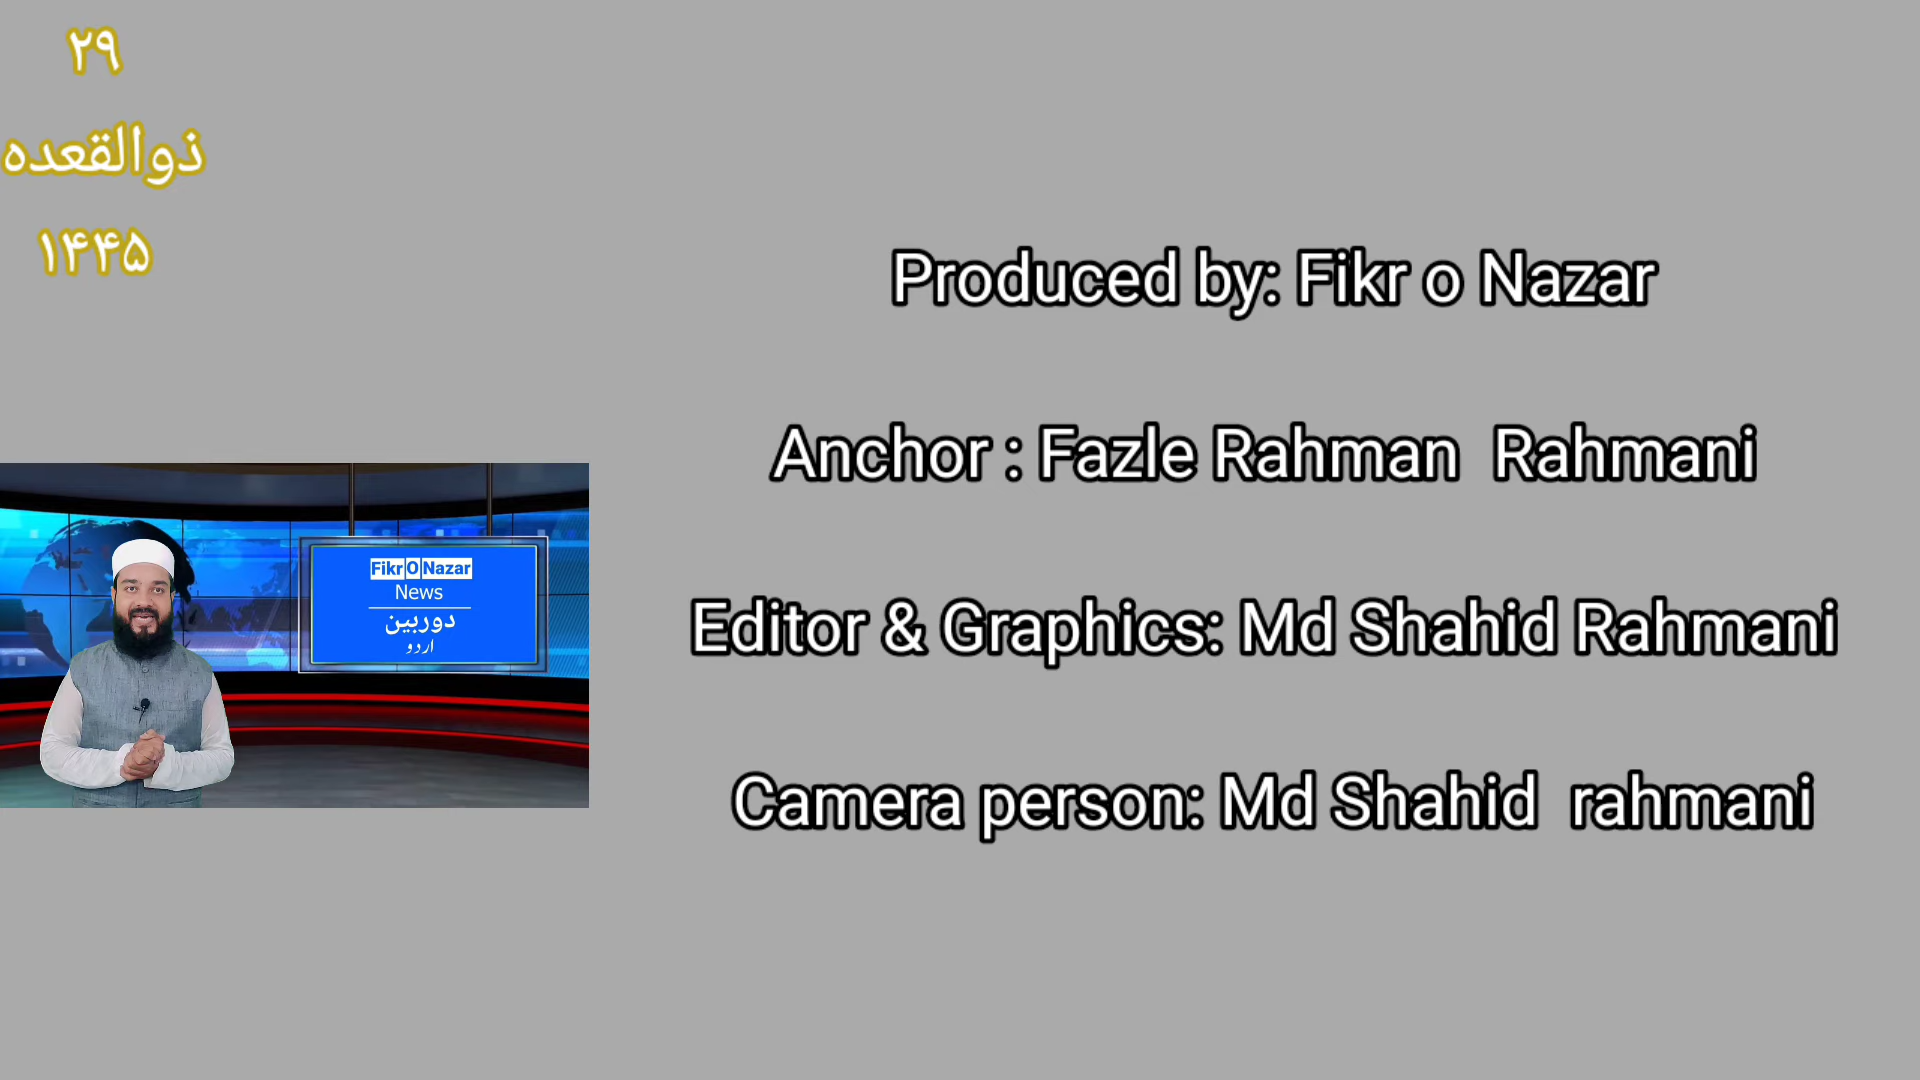 ۲۹
ذوالقعدہ
۱۴۴۵
Produced by: Fikr o Nazar
Anchor : Fazle Rahman  Rahmani
Editor & Graphics: Md Shahid Rahmani
Camera person: Md Shahid  rahmani
Fikr O Nazar
News
دوربین
اردو